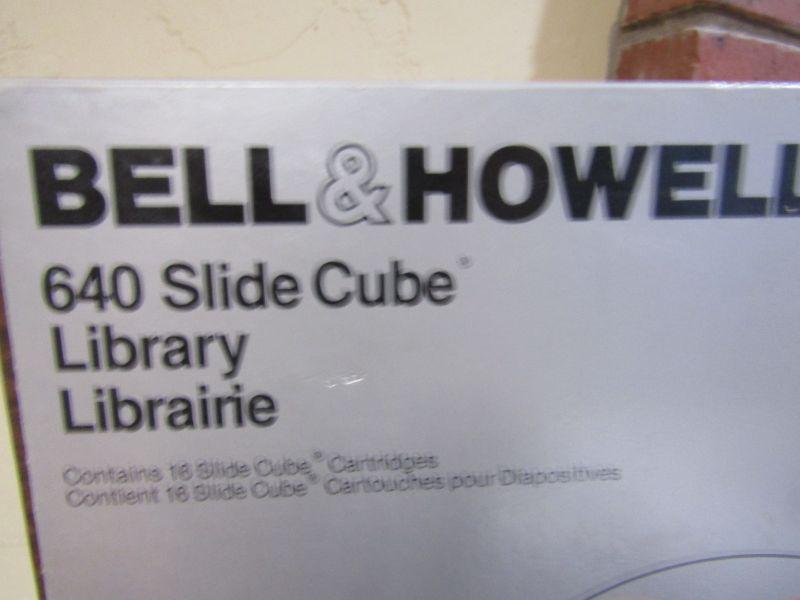 BELL & HOWELL
640 Slide Cube®
Library
Librairie
Contains 16 Slide Cube® Cartridges
Contient 16 Slide Cube® Cartouches pour Diapositives